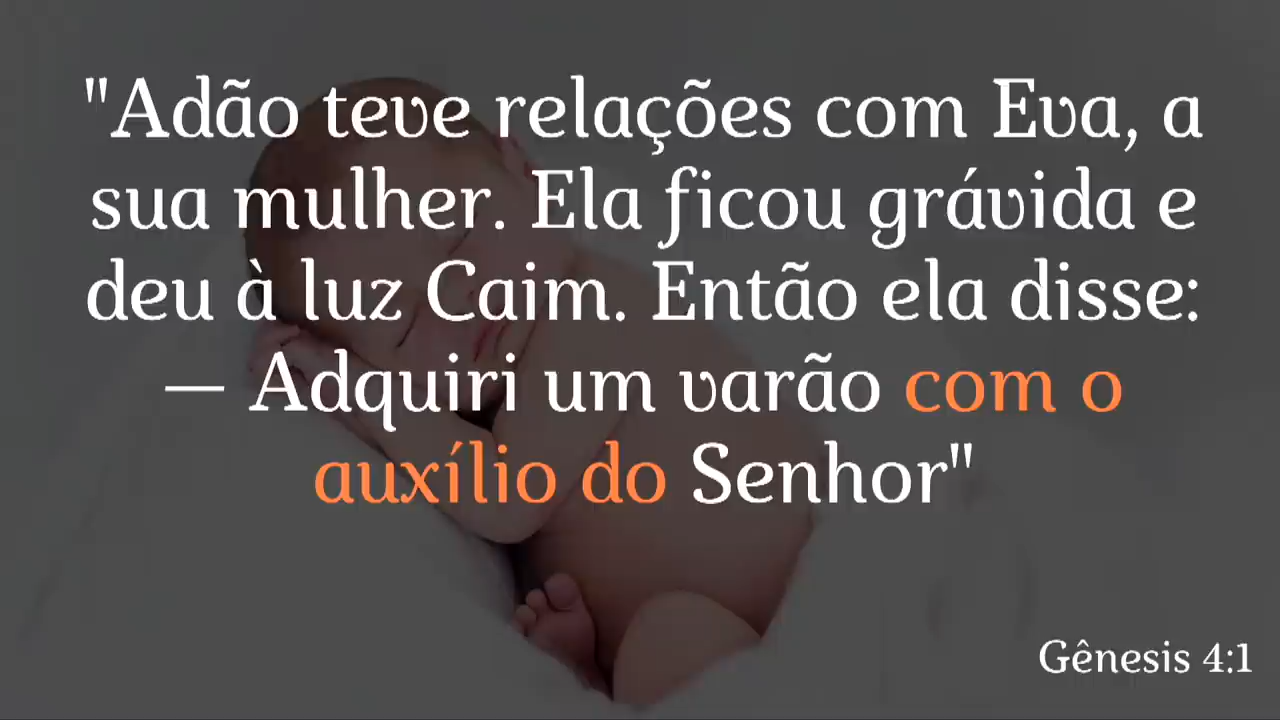 "Adão teve relações com Eva, a
sua mulher. Ela ficou grávida e
deu à luz Caim. Então ela disse:
— Adquiri um varão com o
auxílio do Senhor"
Gênesis 4:1